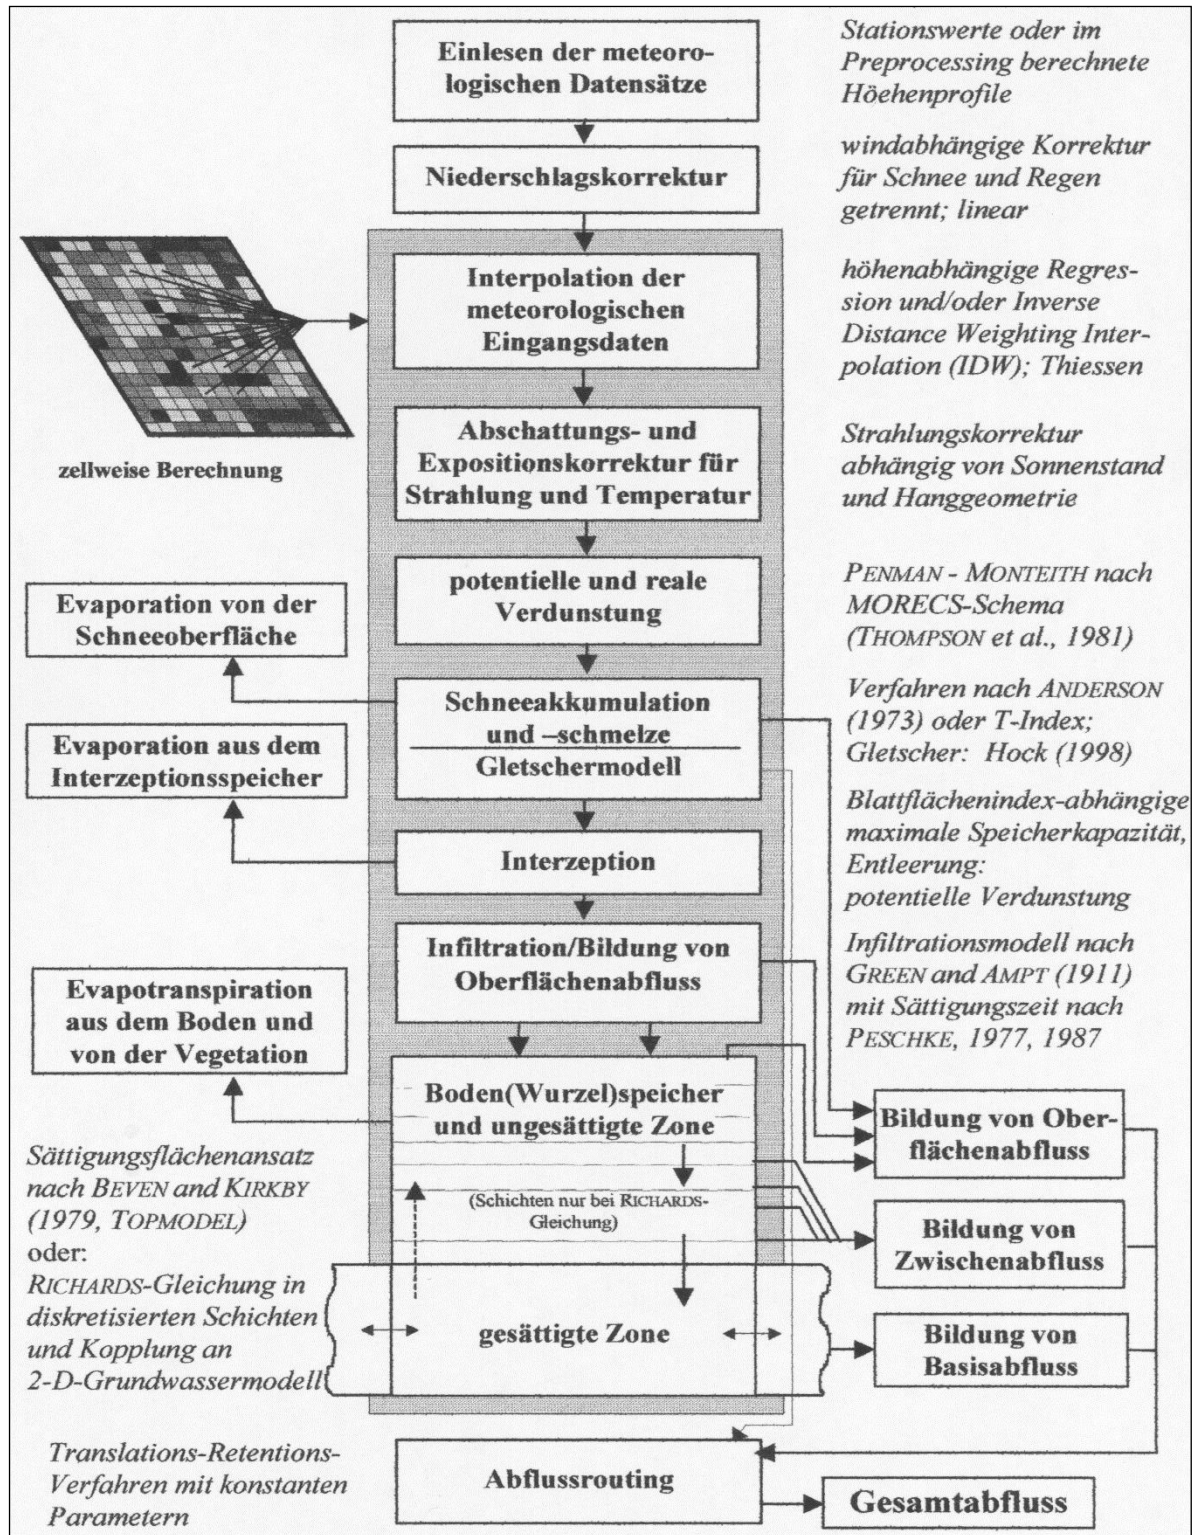 Einlesen der meteoro-
logischen Datensätze
Stationswerte oder im
Preprocessing berechnete
Höehenprofile
Niederschlagskorrektur
windabhängige Korrektur
für Schnee und Regen
getrennt; linear
zellweise Berechnung
Interpolation der
meteorologischen
Eingangsdaten
höhenabhängige Regres-
sion und/oder Inverse
Distance Weighting Inter-
polation (IDW); Thiessen
Abschattungs- und
Expositionskorrektur für
Strahlung und Temperatur
Strahlungskorrektur
abhängig von Sonnenstand
und Hanggeometrie
potentielle und reale
Verdunstung
PENMAN - MONTEITH nach
MORECS-Schema
(THOMPSON et al., 1981)
Evaporation von der
Schneeoberfläche
Schneeakkumulation
und –schmelze
Gletschermodell
Verfahren nach ANDERSON
(1973) oder T-Index;
Gletscher: Hock (1998)
Evaporation aus dem
Interzeptionsspeicher
Interzeption
Blattflächenindex-abhängige
maximale Speicherkapazität,
Entleerung:
potentielle Verdunstung
Infiltration/Bildung von
Oberflächenabfluss
Infiltrationsmodell nach
GREEN and AMPT (1911)
mit Sättigungszeit nach
PESCHKE, 1977, 1987
Evapotranspiration
aus dem Boden und
von der Vegetation
Boden(Wurzel)speicher
und ungesättigte Zone
(Schichten nur bei RICHARDS-
Gleichung)
Bildung von Ober-
flächenabfluss
Bildung von
Zwischenabfluss
Sättigungsflächenansatz
nach BEVEN and KIRKBY
(1979, TOPMODEL)
oder:
RICHARDS-Gleichung in
diskretisierten Schichten
und Kopplung an
2-D-Grundwassermodell
gesättigte Zone
Bildung von
Basisabfluss
Translations-Retentions-
Verfahren mit konstanten
Parametern
Abflussrouting
Gesamtabfluss